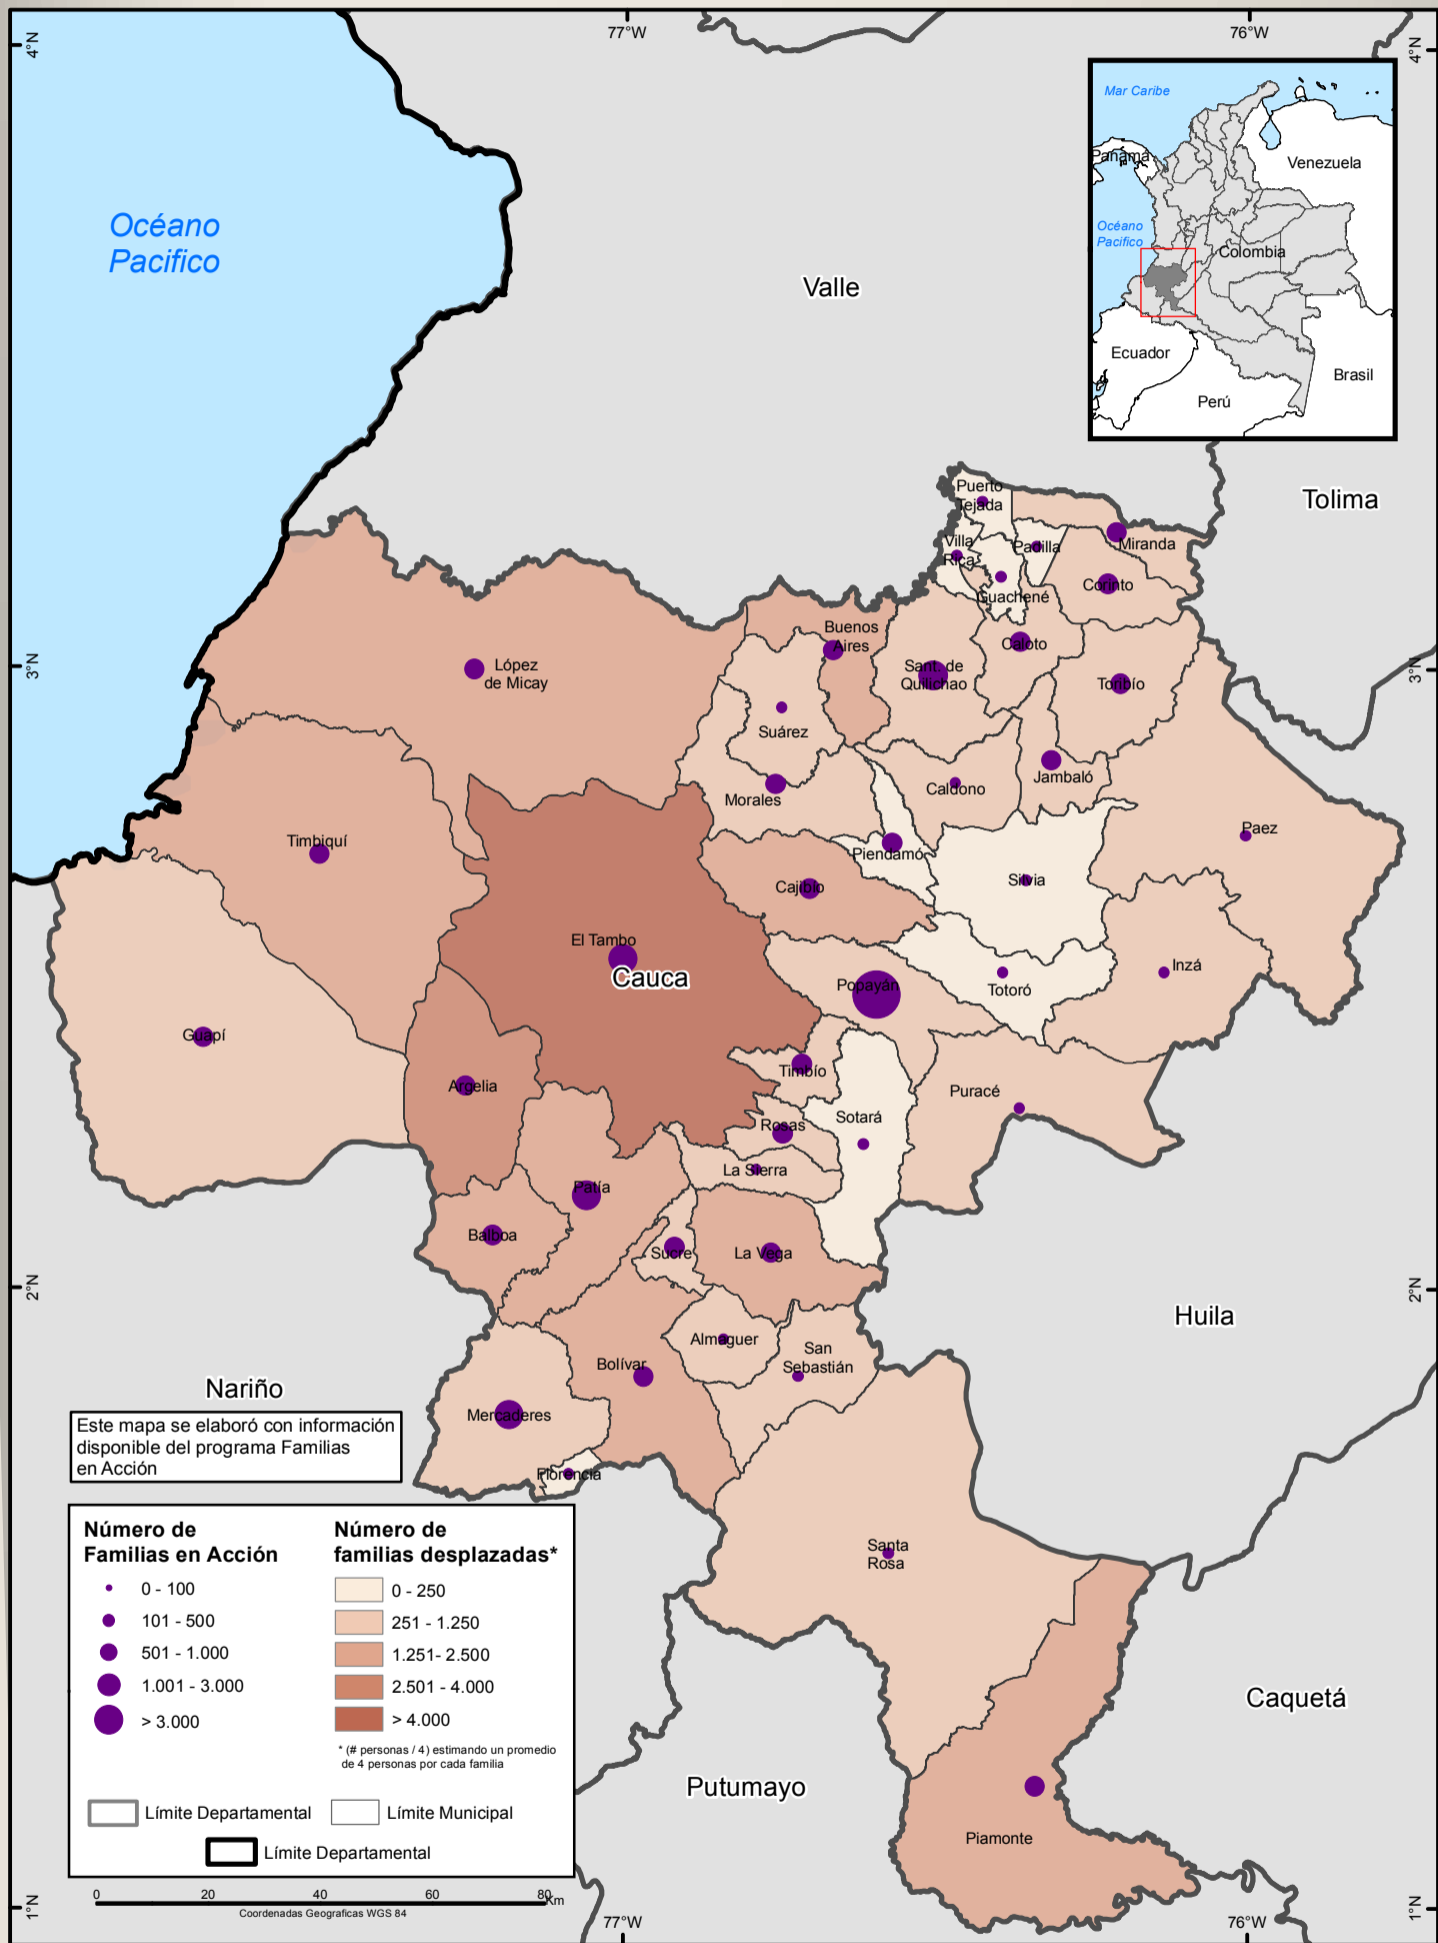 77°W
76°W
4°N
4°N
Mar Caribe
Panamá
Venezuela
Océano
Pacifico
Colombia
Ecuador
Brasil
Perú
Océano
Pacifico
Valle
Tolima
Puerto
Tejada
Villa
Rica
Padilla
Miranda
Guachené
Corinto
Buenos
Aires
Caloto
3°N
3°N
López
de Micay
Sant. de
Quilichao
Toribío
Suárez
Jambaló
Morales
Caldono
Timbiquí
Piendamó
Paez
Cajibío
Silvia
El Tambo
Cauca
Popayán
Totoró
Inzá
Guapí
Argelia
Timbío
Puracé
Rosas
Sotará
La Sierra
Patía
Balboa
Sucre
La Vega
2°N
2°N
Huila
Almaguer
San
Sebastián
Bolívar
Nariño
Mercaderes
Florencia
Este mapa se elaboró con información
disponible del programa Familias
en Acción
Santa
Rosa
Número de
Familias en Acción
0 - 100
101 - 500
501 - 1.000
1.001 - 3.000
> 3.000
Número de
familias desplazadas*
0 - 250
251 - 1.250
1.251- 2.500
2.501 - 4.000
> 4.000
* (# personas / 4) estimando un promedio
de 4 personas por cada familia
Límite Departamental
Límite Municipal
Límite Departamental
Caquetá
Putumayo
Piamonte
0 20 40 60 80 Km
Coordenadas Geograficas WGS 84
1°N
1°N
77°W
76°W